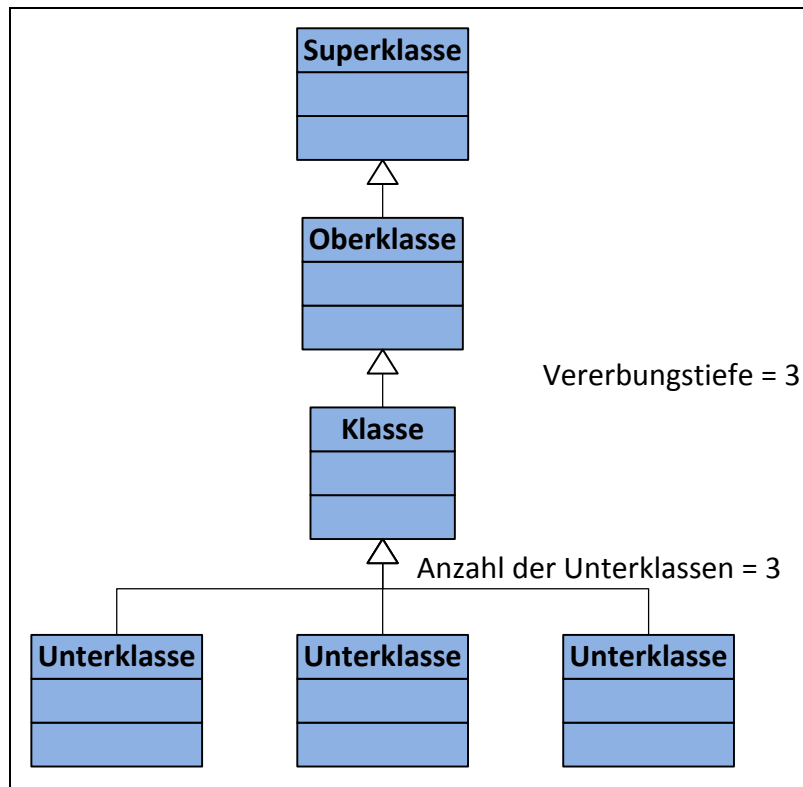 Superklasse
Oberklasse
Vererbungstiefe = 3
Klasse
Anzahl der Unterklassen = 3
Unterklasse
Unterklasse
Unterklasse